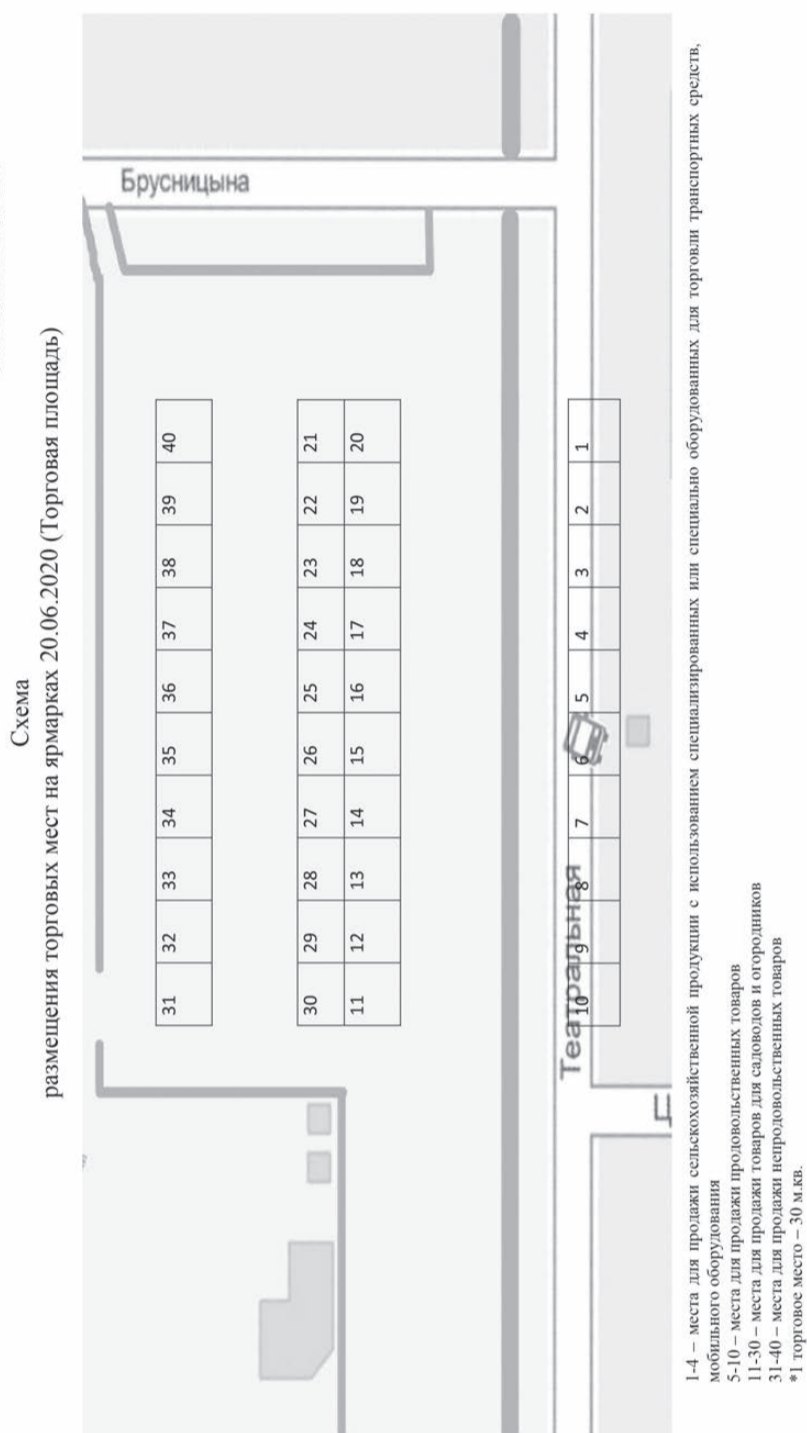 Схема
размещения торговых мест на ярмарках 20.06.2020 (Торговая площадь)
Брусницына
31 32 33 34 35 36 37 38 39 40
30 29 28 27 26 25 24 23 22 21
11 12 13 14 15 16 17 18 19 20
Театральная
10 9 8 7 6 5 4 3 2 1
1-4 – места для продажи сельскохозяйственной продукции с использованием специализированных или специально оборудованных для торговли транспортных средств,
мобильного оборудования
5-10 – места для продажи продовольственных товаров
11-30 – места для продажи товаров для садоводов и огородников
31-40 – места для продажи непродовольственных товаров
*1 торговое место – 30 м.кв.